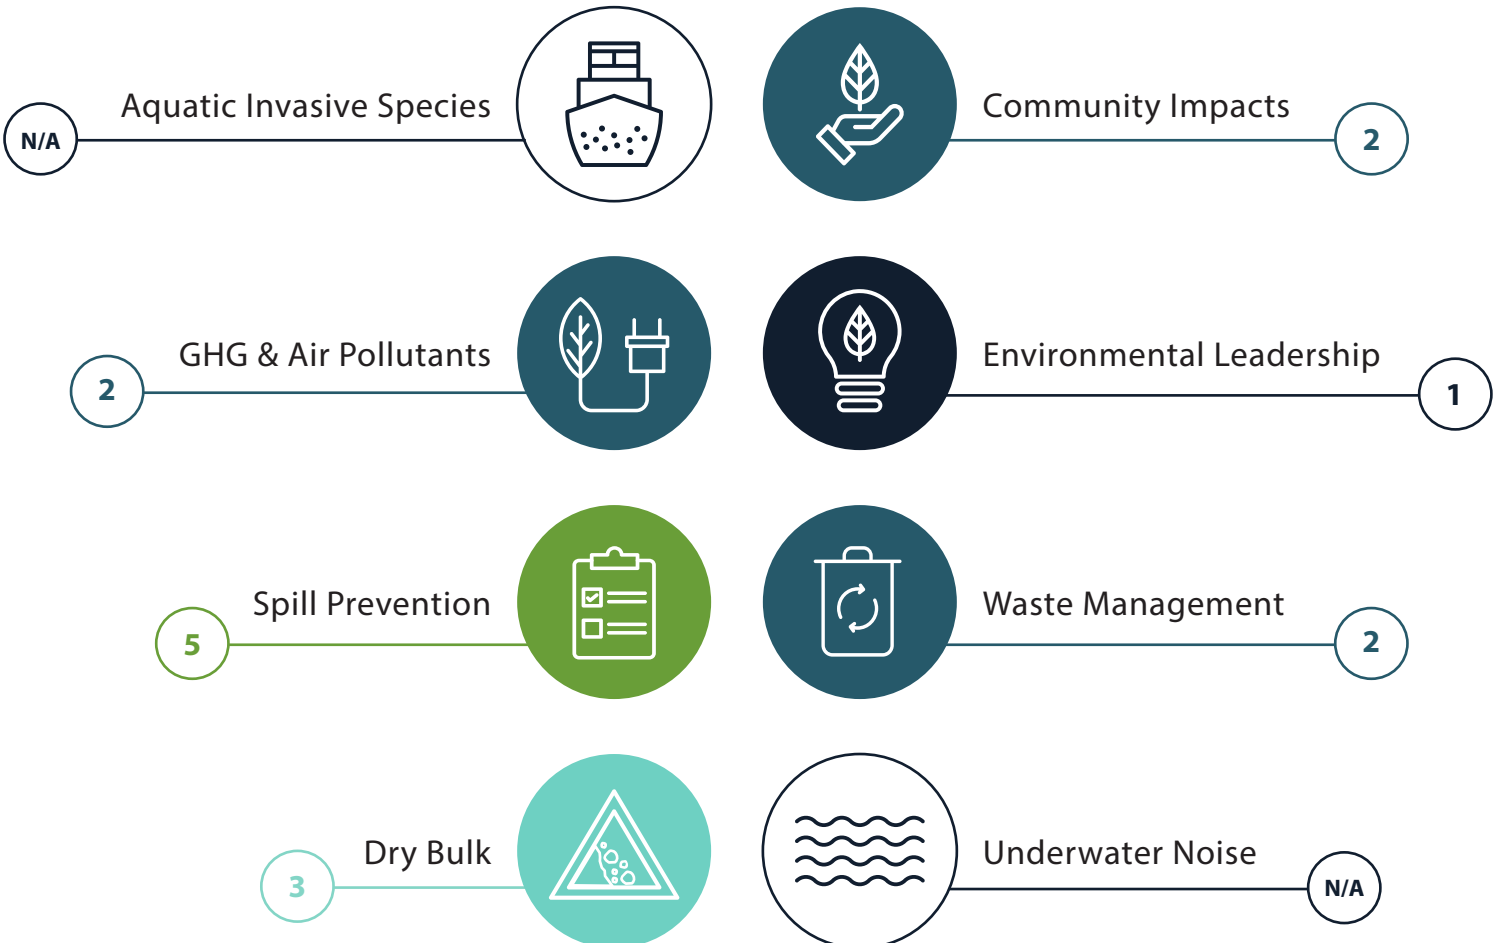 Aquatic Invasive Species
N/A
Community Impacts
2
GHG & Air Pollutants
2
Environmental Leadership
1
Spill Prevention
5
Waste Management
2
Dry Bulk
3
Underwater Noise
N/A